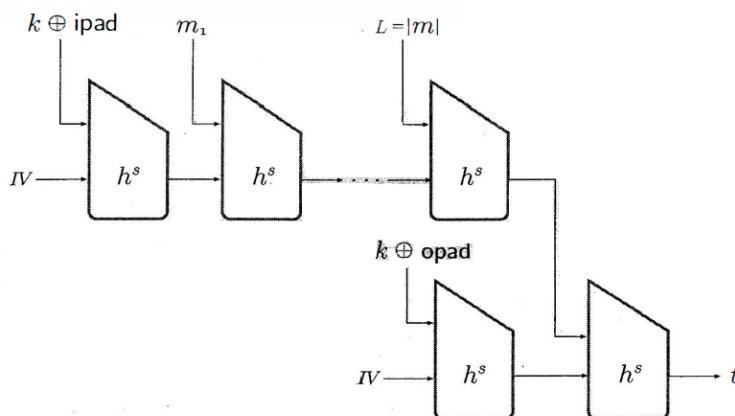 k ⊕ ipad
m₁
L = |m|
IV
hˢ
hˢ
· · ·
hˢ
k ⊕ opad
IV
hˢ
hˢ
t